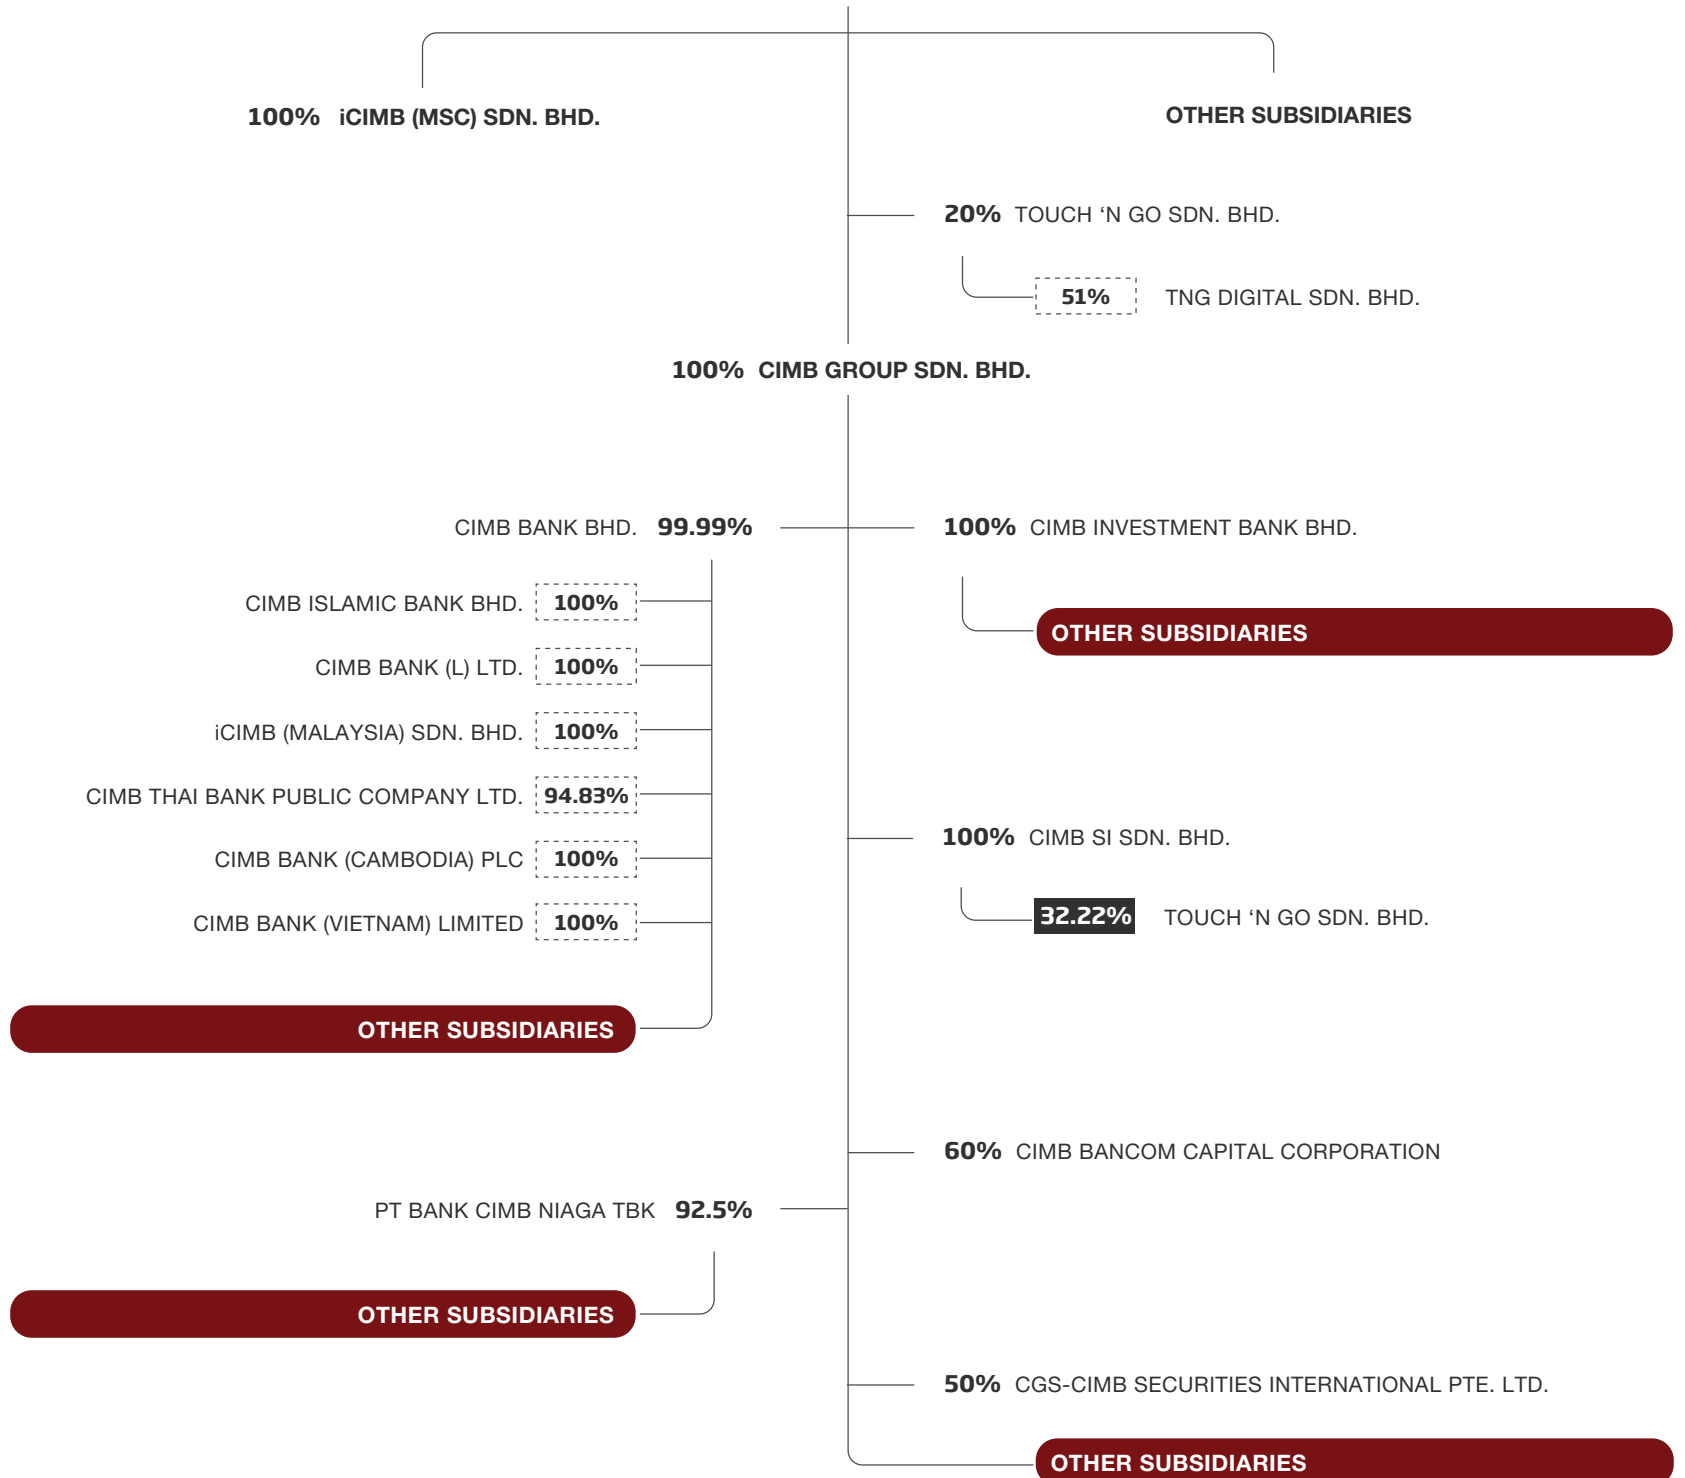 100% iCIMB (MSC) SDN. BHD.
OTHER SUBSIDIARIES
20% TOUCH ‘N GO SDN. BHD.
51% TNG DIGITAL SDN. BHD.
100% CIMB GROUP SDN. BHD.
CIMB BANK BHD. 99.99%
CIMB ISLAMIC BANK BHD. 100%
CIMB BANK (L) LTD. 100%
iCIMB (MALAYSIA) SDN. BHD. 100%
CIMB THAI BANK PUBLIC COMPANY LTD. 94.83%
CIMB BANK (CAMBODIA) PLC 100%
CIMB BANK (VIETNAM) LIMITED 100%
OTHER SUBSIDIARIES
PT BANK CIMB NIAGA TBK 92.5%
OTHER SUBSIDIARIES
100% CIMB INVESTMENT BANK BHD.
OTHER SUBSIDIARIES
100% CIMB SI SDN. BHD.
32.22% TOUCH ‘N GO SDN. BHD.
60% CIMB BANCOM CAPITAL CORPORATION
50% CGS-CIMB SECURITIES INTERNATIONAL PTE. LTD.
OTHER SUBSIDIARIES